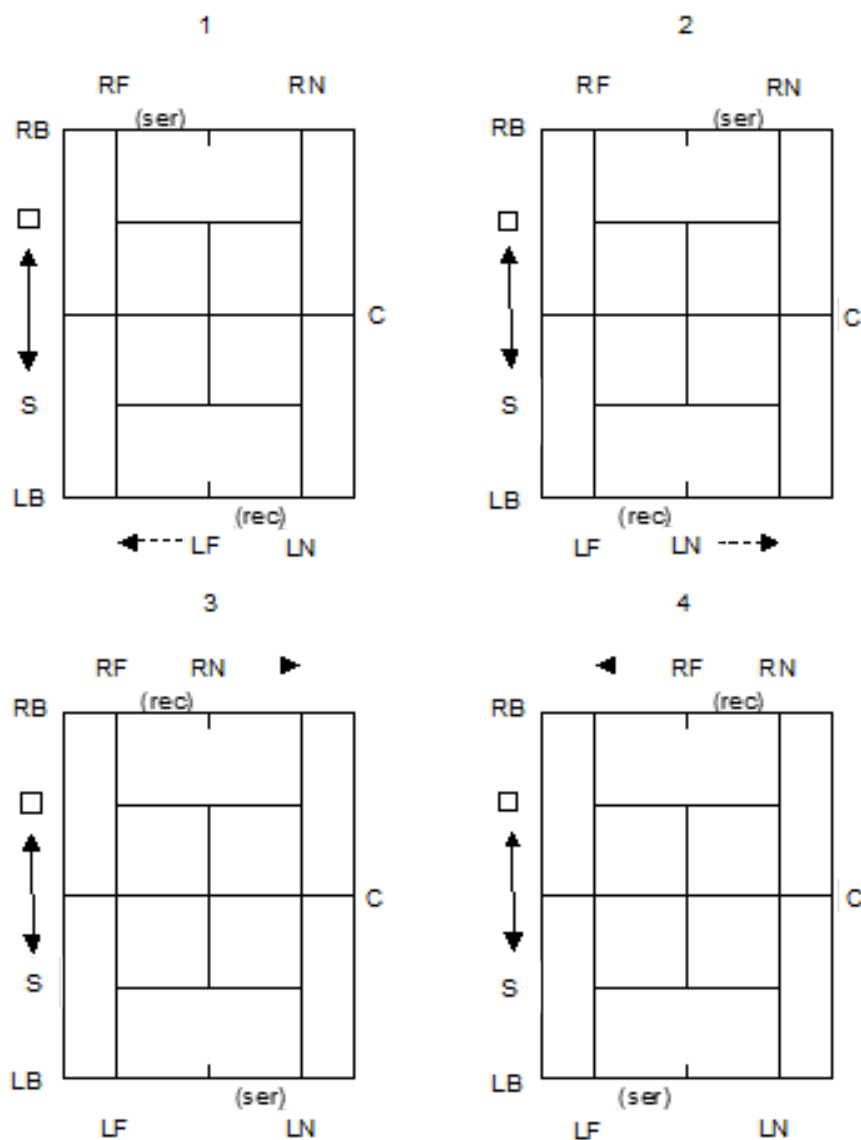 1 2
RF RN RF RN
(ser) (ser)
RB RB
C C
S S
LB LB
(rec) (rec)
LF LN LF LN
3 4
RF RN RF RN
(rec) (rec)
RB RB
C C
S S
LB LB
(ser) (ser)
LF LN LF LN